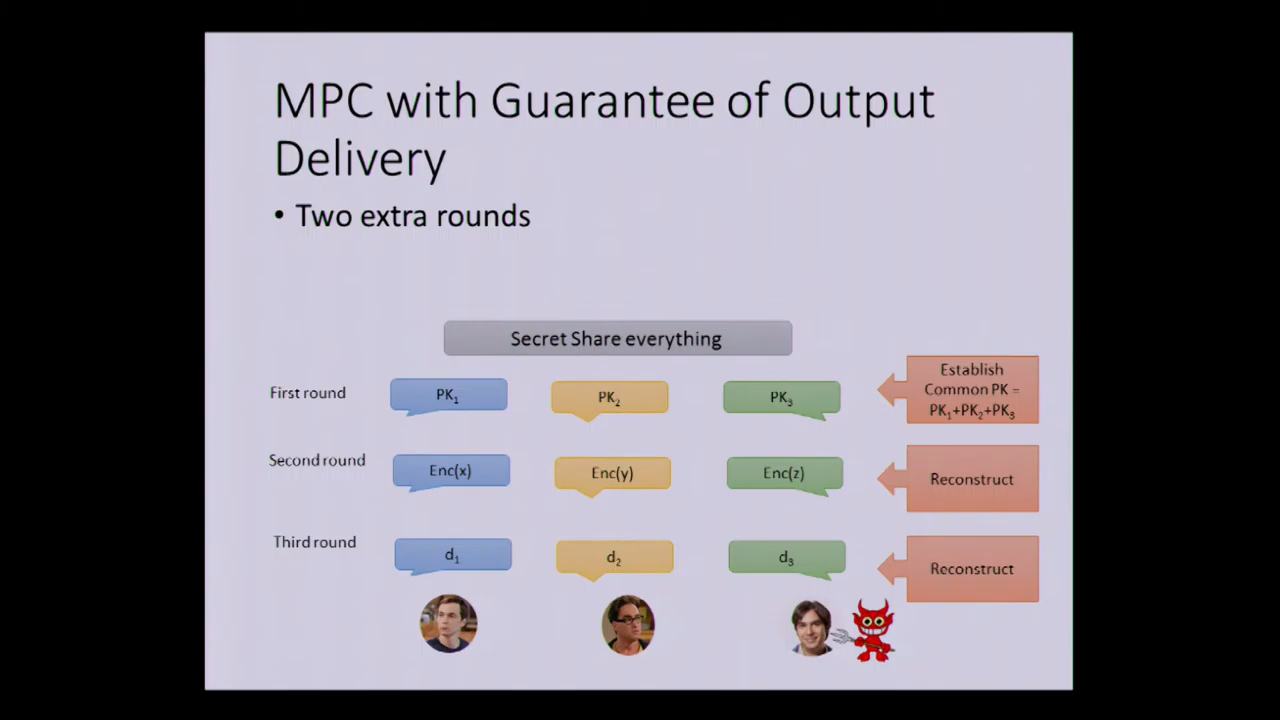 MPC with Guarantee of Output
Delivery
• Two extra rounds
Secret Share everything
First round
PK₁
PK₂
PK₃
Establish
Common PK =
PK₁+PK₂+PK₃
Second round
Enc(x)
Enc(y)
Enc(z)
Reconstruct
Third round
d₁
d₂
d₃
Reconstruct